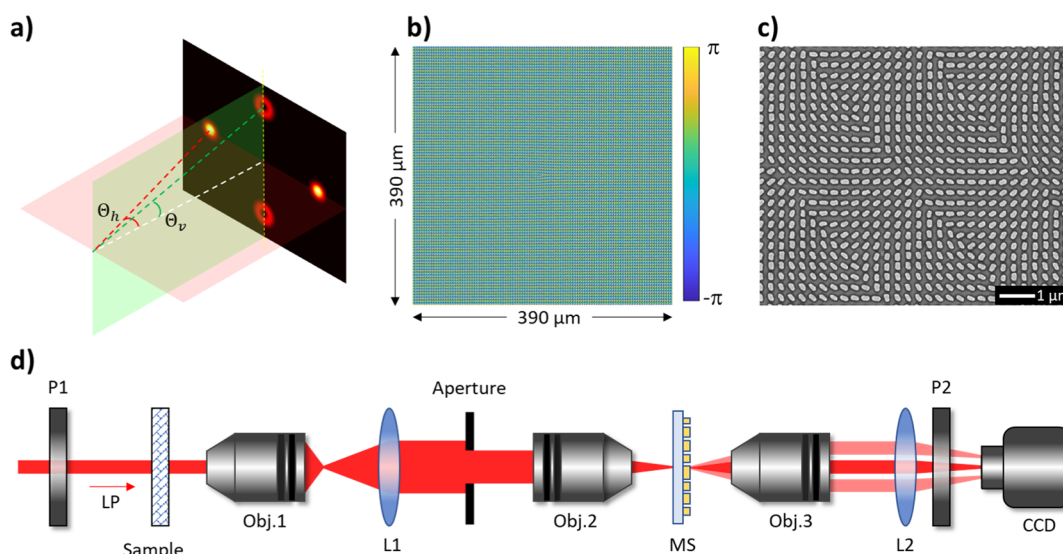 a)
Θh
Θv
b)
390 μm
390 μm
π
-π
c)
1 μm
d)
P1
LP
Sample
Obj.1
L1
Aperture
Obj.2
MS
Obj.3
L2
P2
CCD